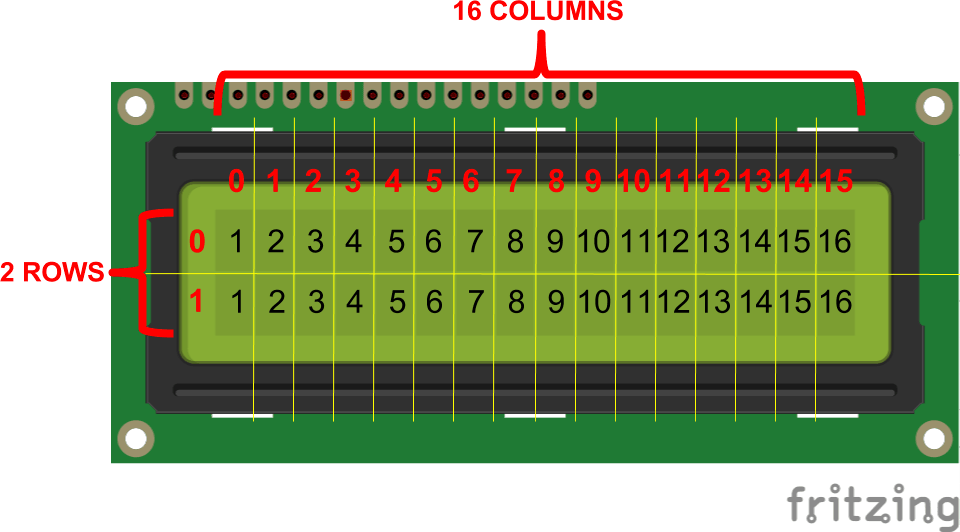 16 COLUMNS
0 1 2 3 4 5 6 7 8 9 10 11 12 13 14 15
0 1 2 3 4 5 6 7 8 9 10 11 12 13 14 15 16
2 ROWS
1 1 2 3 4 5 6 7 8 9 10 11 12 13 14 15 16
fritzing